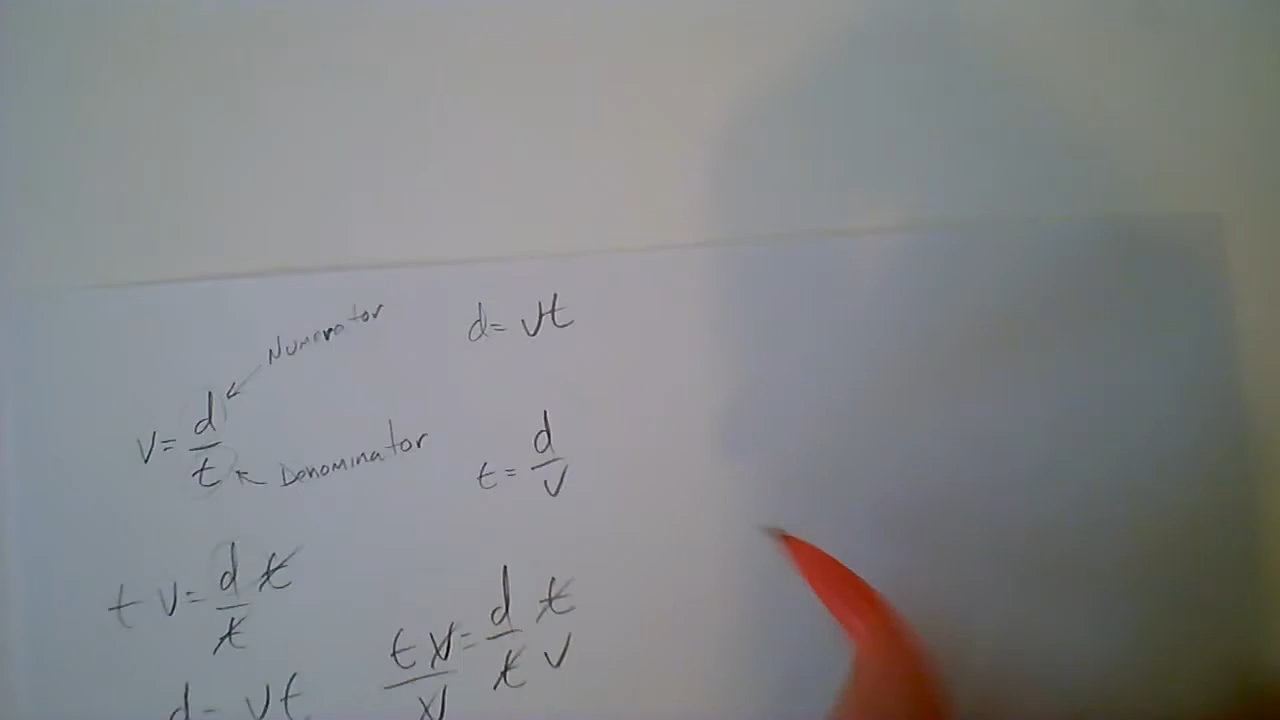 Numerator
v = d/t
Denominator
t v = d/t t
d = vt
d = vt
t = d/v
t v / v = d/t t/v